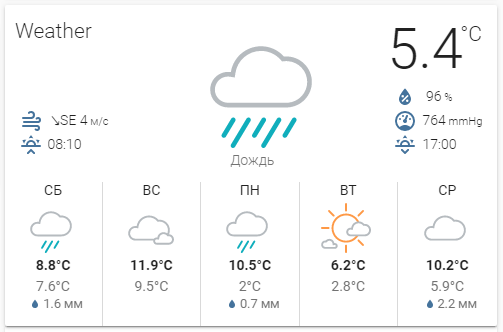 Weather
5.4°C
96 %
↘SE 4 м/с
764 mmHg
08:10
17:00
Дождь
СБ ВС ПН ВТ СР
8.8°C 11.9°C 10.5°C 6.2°C 10.2°C
7.6°C 9.5°C 2°C 2.8°C 5.9°C
1.6 мм 0.7 мм 2.2 мм